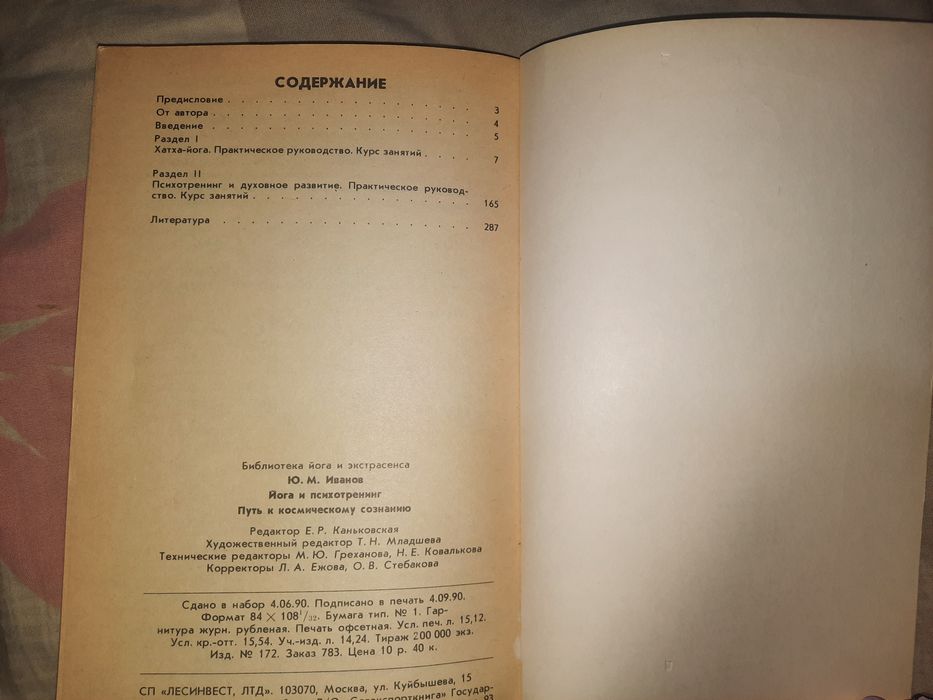 СОДЕРЖАНИЕ
Предисловие . . . . . . . . . . . . . . . . . 3
От автора . . . . . . . . . . . . . . . . . . 4
Введение . . . . . . . . . . . . . . . . . . 5
Раздел I
Хатха-йога. Практическое руководство. Курс занятий . . . . 7
Раздел II
Психотренинг и духовное развитие. Практическое руковод-
ство. Курс занятий . . . . . . . . . . . . . . . 165
Литература . . . . . . . . . . . . . . . . . 287
Библиотека йога и экстрасенса
Ю. М. Иванов
Йога и психотренинг
Путь к космическому сознанию
Редактор Е. Р. Каньковская
Художественный редактор Т. Н. Младшева
Технические редакторы М. Ю. Греханова, Н. Е. Ковалькова
Корректоры Л. А. Ежова, О. В. Стебакова
Сдано в набор 4.06.90. Подписано в печать 4.09.90.
Формат 84 × 108¹/₃₂. Бумага тип. № 1. Гар-
нитура журн. рубленая. Печать офсетная. Усл. печ. л. 15,12.
Усл. кр.-отт. 15,54. Уч.-изд. л. 14,24. Тираж 200 000 экз.
Изд. № 172. Заказ 783. Цена 10 р. 40 к.
СП «ЛЕСИНВЕСТ, ЛТД». 103070, Москва, ул. Куйбышева, 15
Государ-